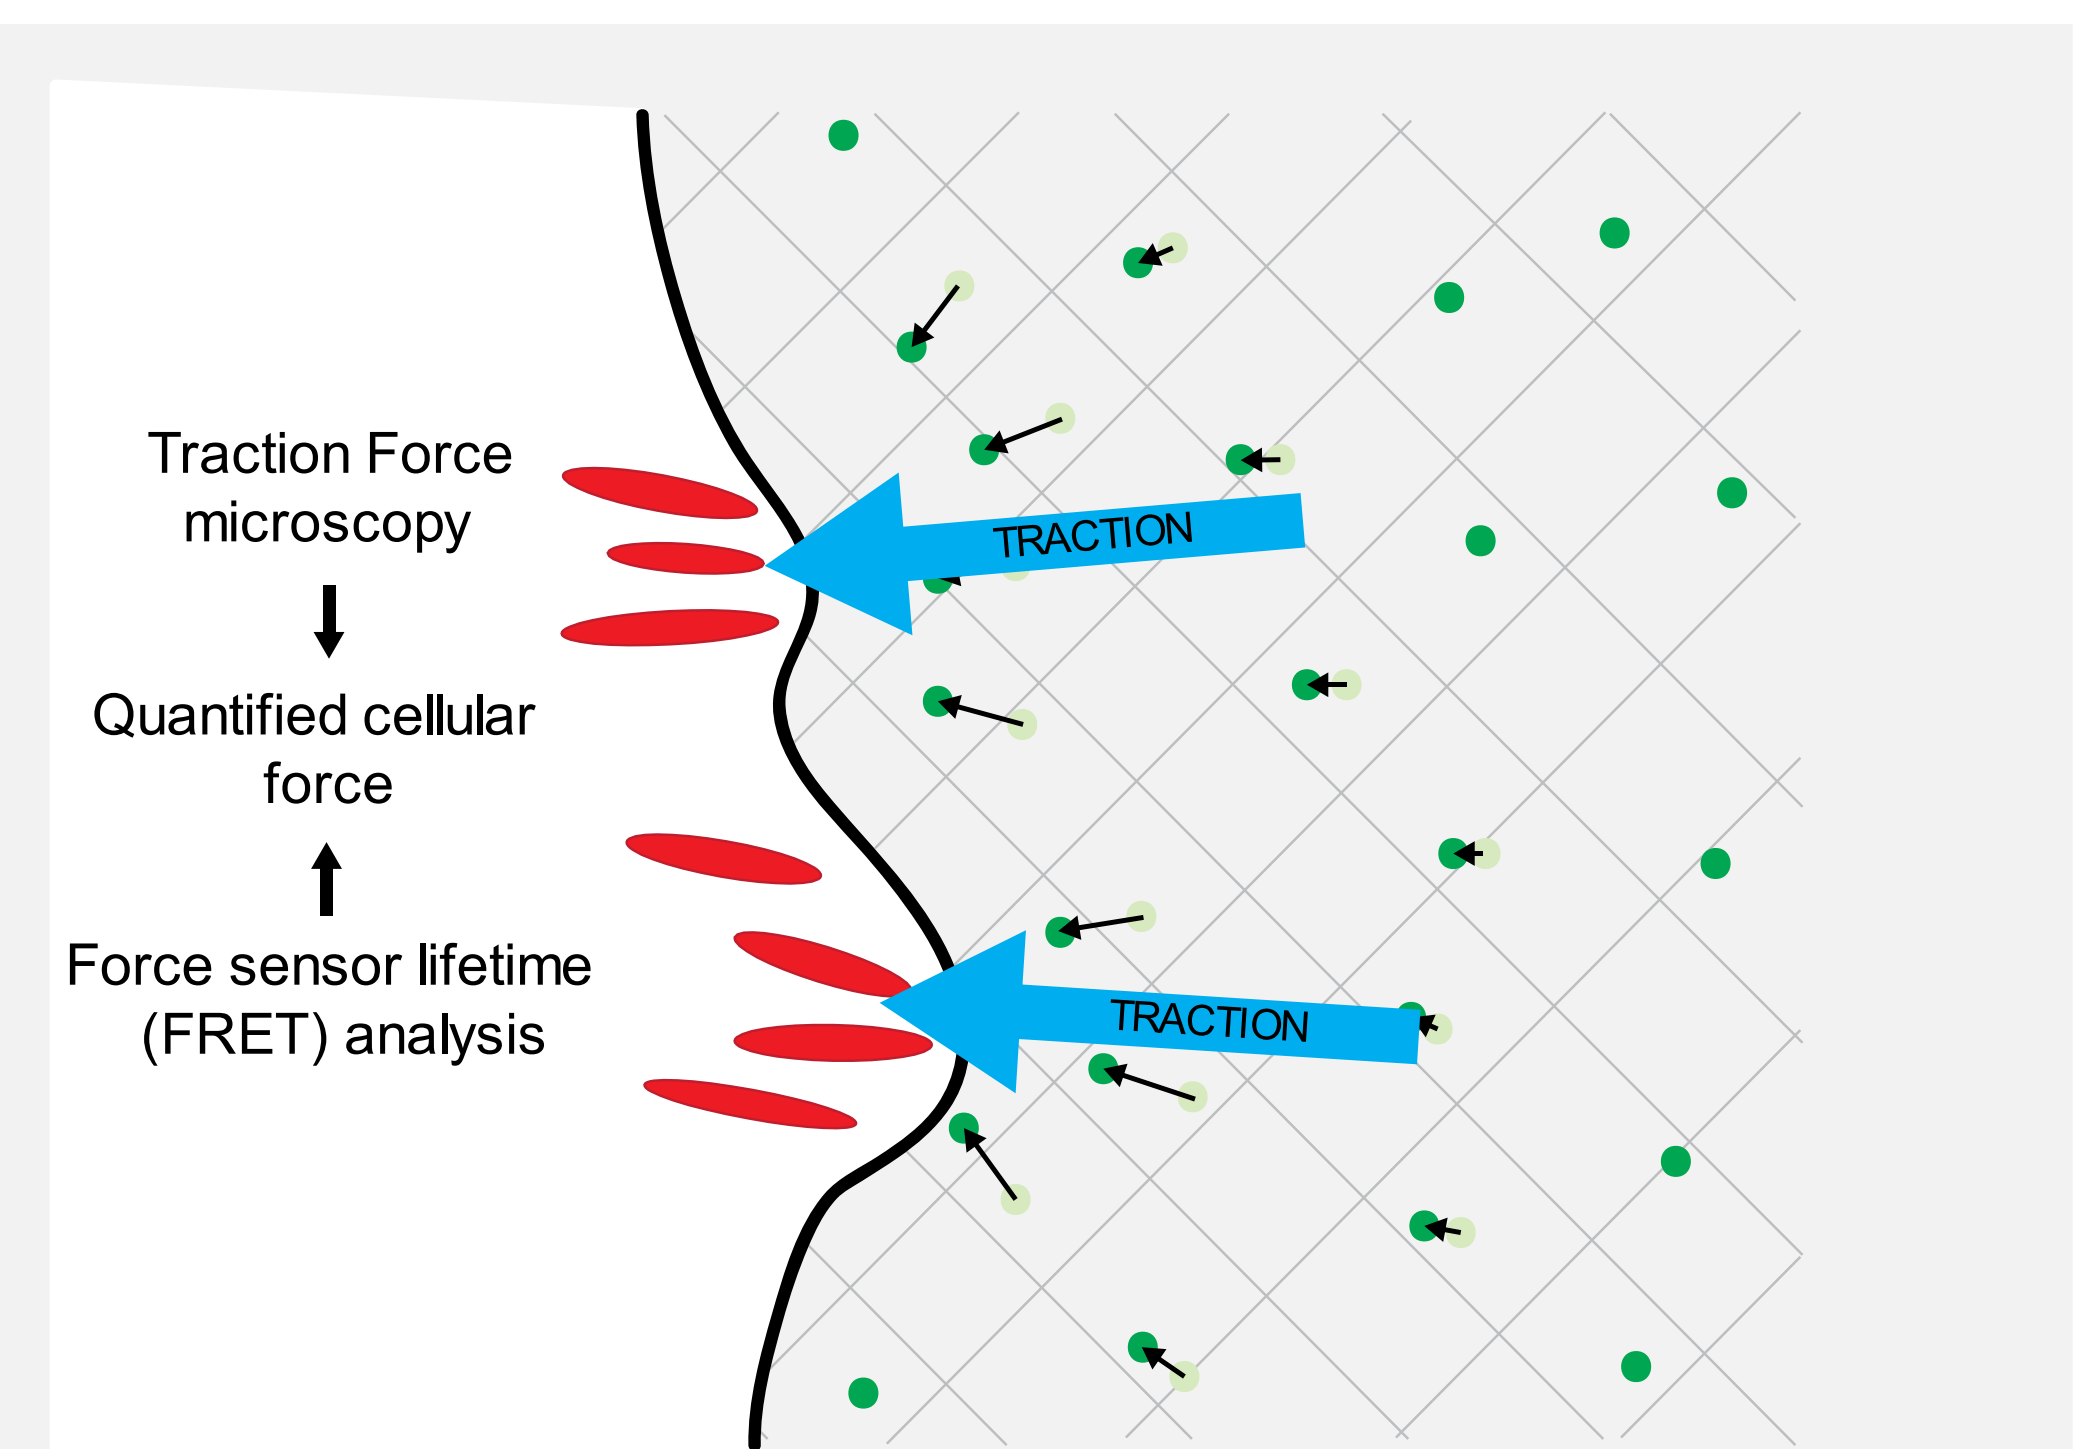 Traction Force
microscopy
Quantified cellular
force
Force sensor lifetime
(FRET) analysis
TRACTION
TRACTION